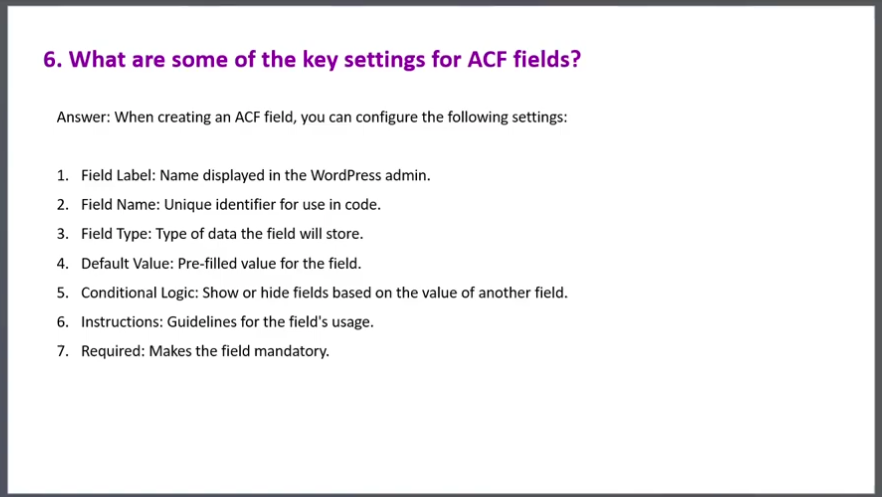 6. What are some of the key settings for ACF fields?
Answer: When creating an ACF field, you can configure the following settings:
1. Field Label: Name displayed in the WordPress admin.
2. Field Name: Unique identifier for use in code.
3. Field Type: Type of data the field will store.
4. Default Value: Pre-filled value for the field.
5. Conditional Logic: Show or hide fields based on the value of another field.
6. Instructions: Guidelines for the field's usage.
7. Required: Makes the field mandatory.